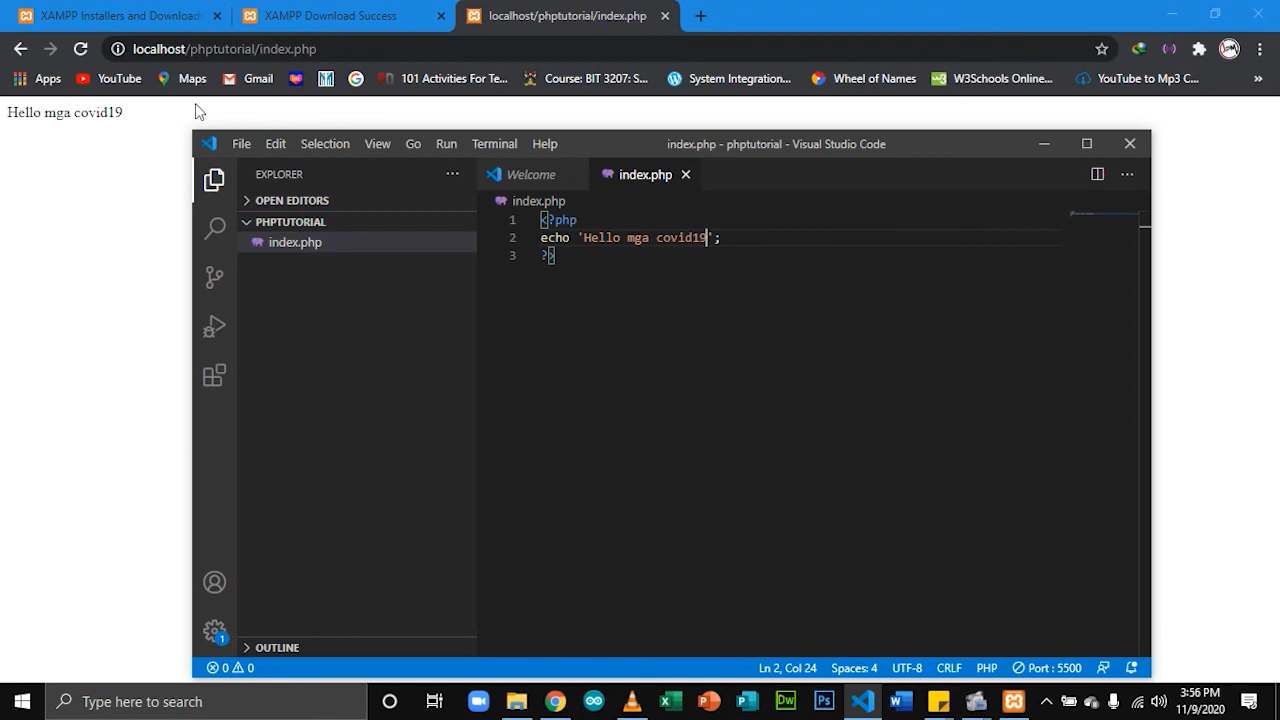 XAMPP Installers and Downloads
XAMPP Download Success
localhost/phptutorial/index.php
localhost/phptutorial/index.php
Apps
YouTube
Maps
Gmail
101 Activities For Te...
Course: BIT 3207: S...
System Integration...
Wheel of Names
W3Schools Online...
YouTube to Mp3 C...
»
Hello mga covid19
File Edit Selection View Go Run Terminal Help
index.php - phptutorial - Visual Studio Code
EXPLORER
Welcome
index.php
OPEN EDITORS
index.php
PHPTUTORIAL
index.php
1 <?php
2 echo 'Hello mga covid19';
3 ?>
OUTLINE
1
0 0
Ln 2, Col 24 Spaces: 4 UTF-8 CRLF PHP Port : 5500
Type here to search
Dw
Ps
3:56 PM
11/9/2020